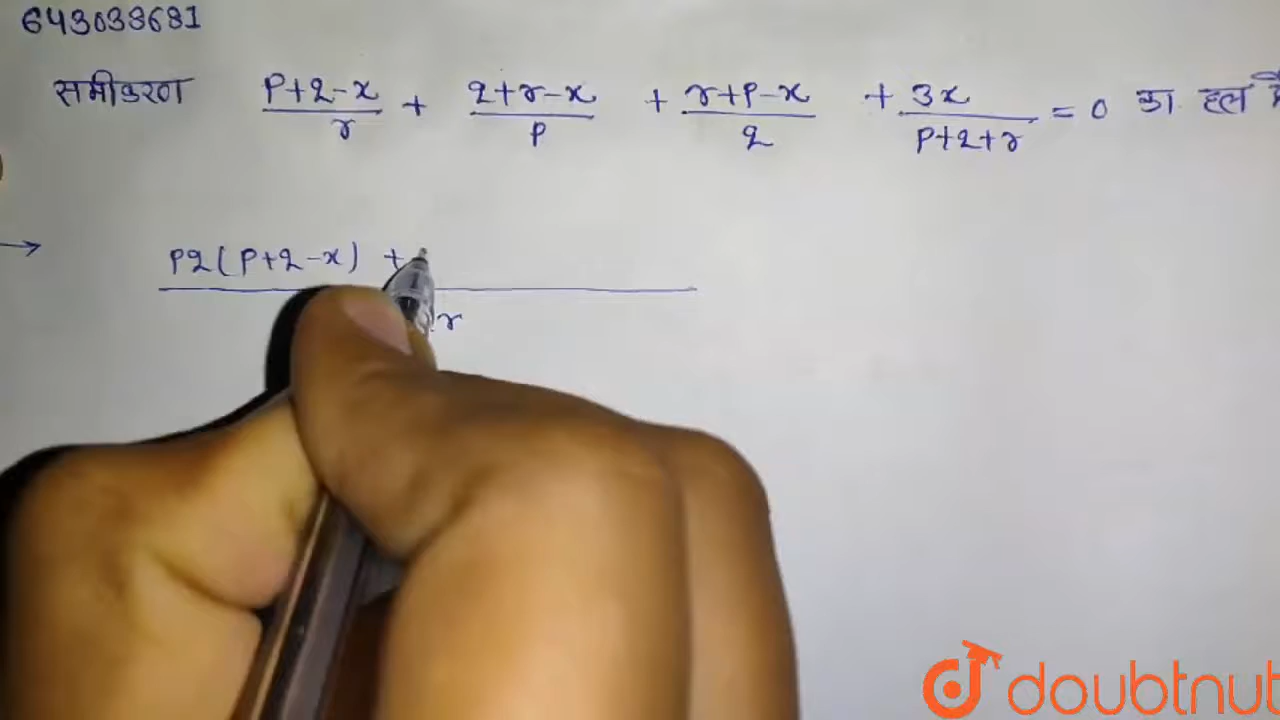 643033681
समीकरण (p+q-x)/r + (q+r-x)/p + (r+p-x)/q + 3x/(p+q+r) = 0 का हल
pq(p+q-x) +
r
doubtnut